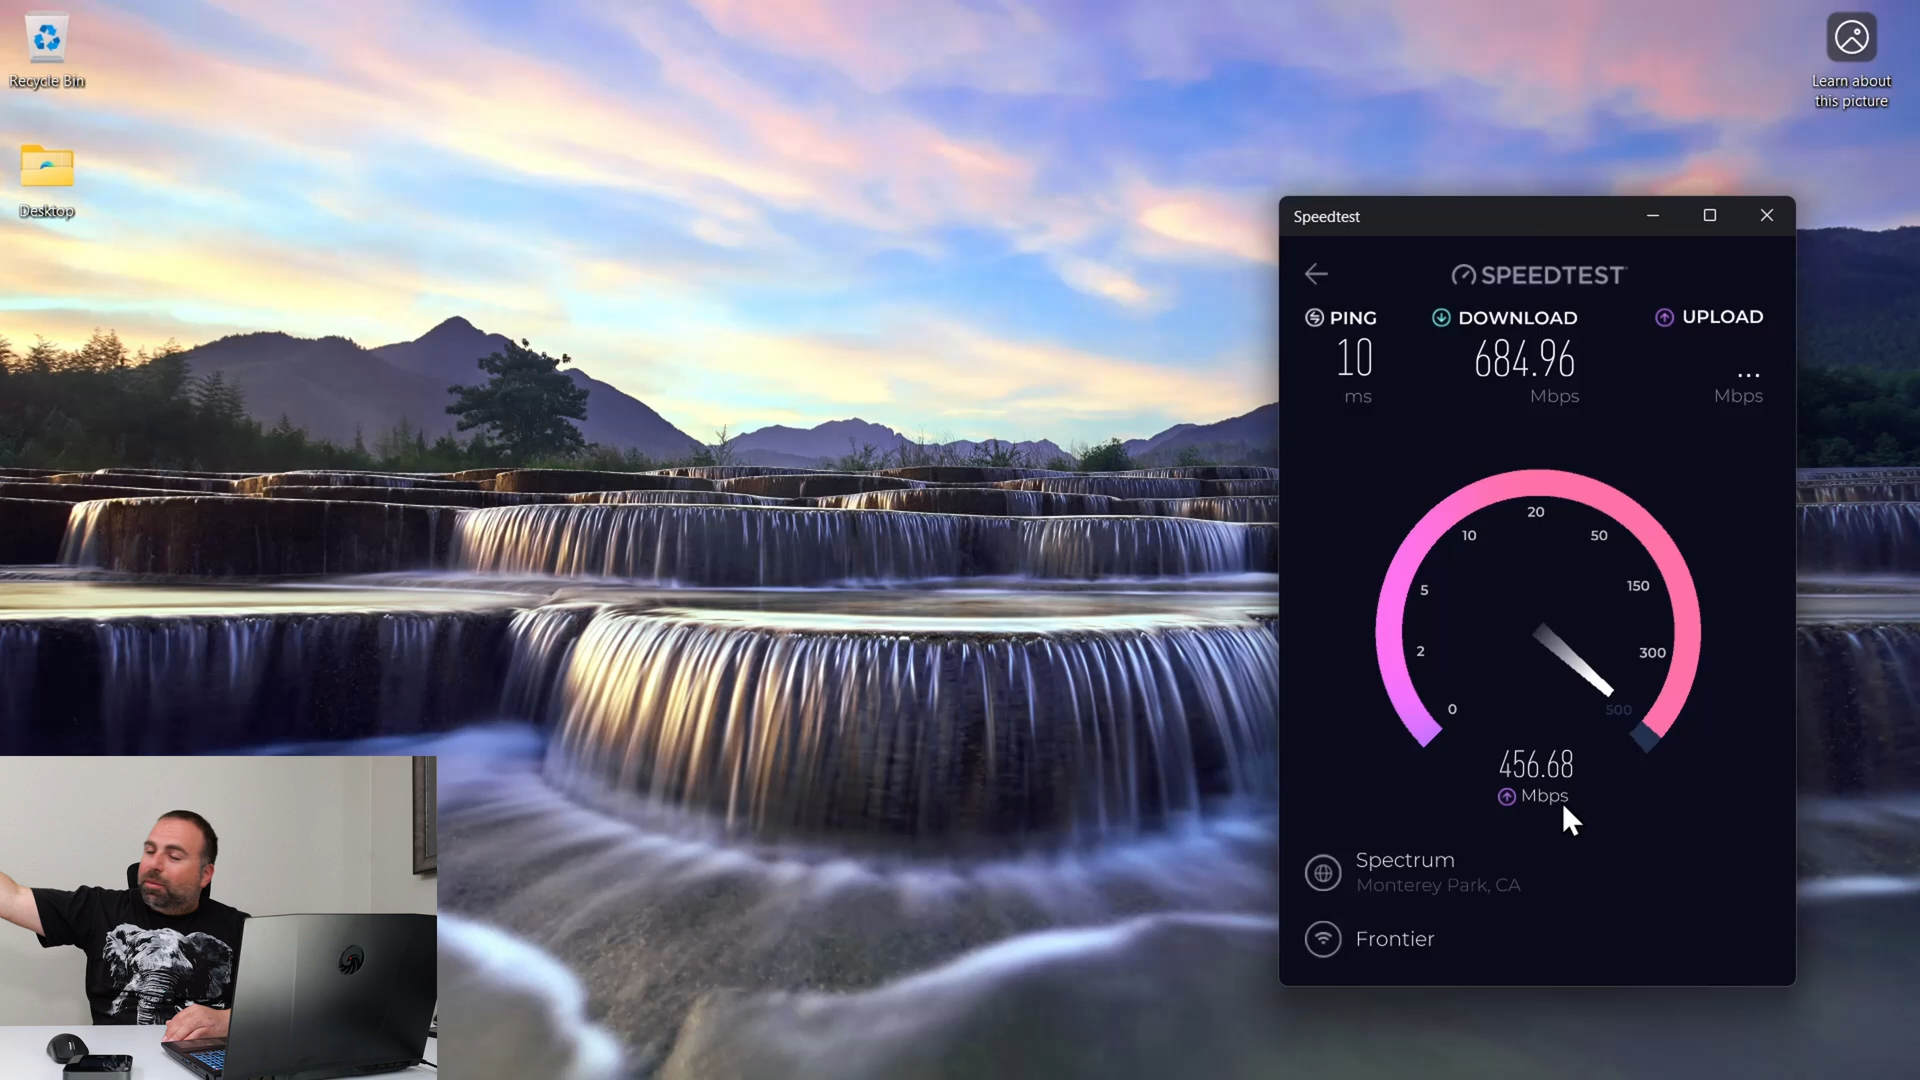 Recycle Bin
Desktop
Learn about
this picture
Speedtest
SPEEDTEST
PING
DOWNLOAD
UPLOAD
10
684.96
...
ms
Mbps
Mbps
20
10
50
5
150
2
300
0
500
456.68
Mbps
Spectrum
Monterey Park, CA
Frontier